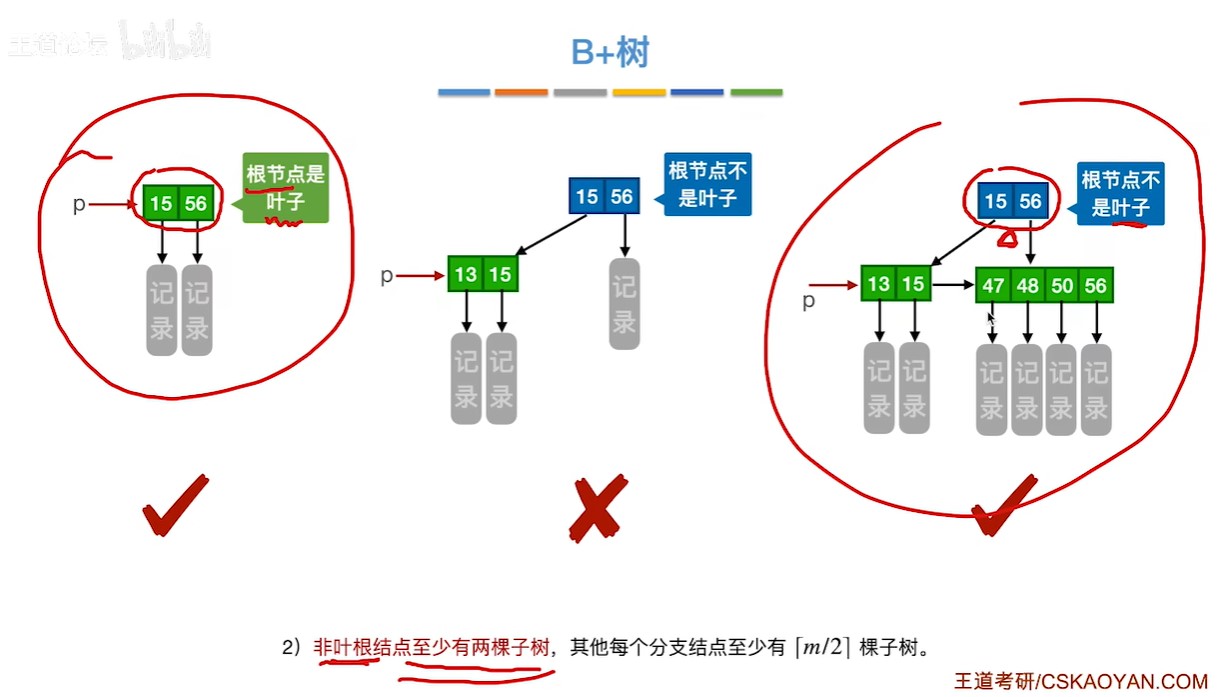 王道论坛 bilibili
B+树
根节点是
叶子
p
15 56
记录 记录
根节点不
是叶子
15 56
p
13 15
记录
记录 记录
根节点不
是叶子
15 56
p
13 15
47 48 50 56
记录 记录 记录 记录 记录 记录
2）非叶根结点至少有两棵子树，其他每个分支结点至少有 ⌈m/2⌉ 棵子树。
王道考研/CSKAOYAN.COM